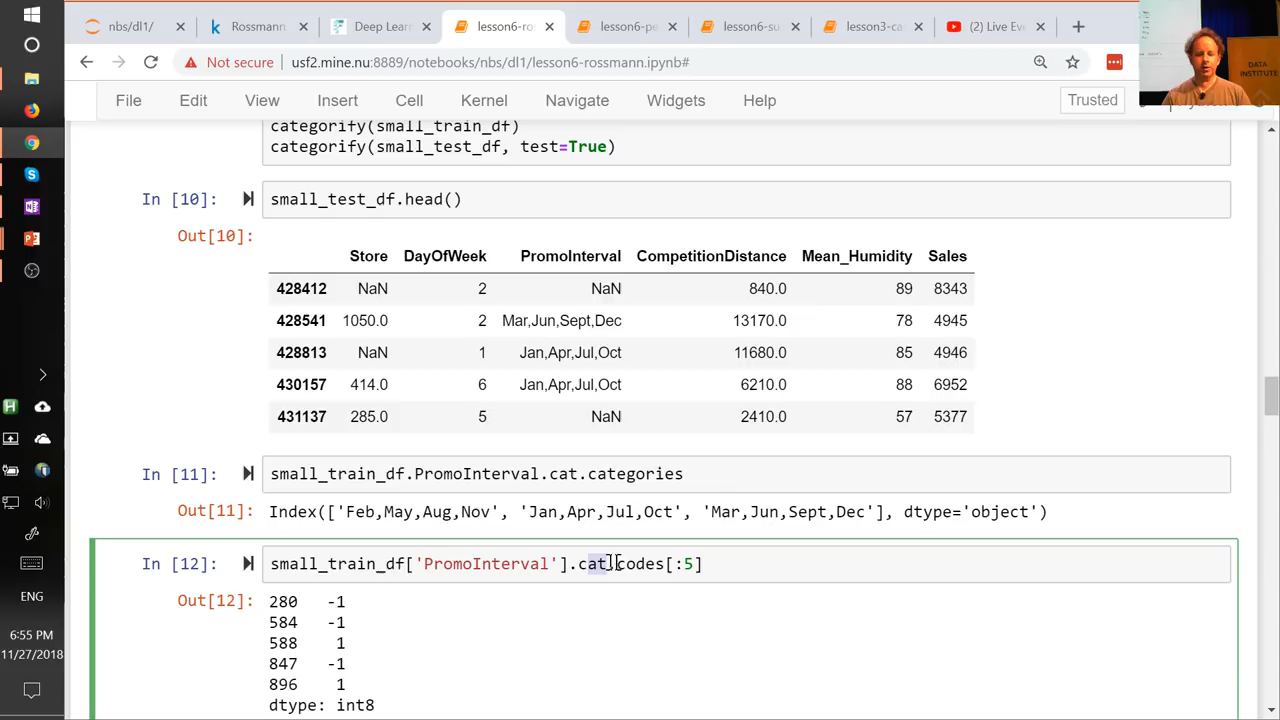 nbs/dl1/
Rossmann
Deep Learn
lesson6-ro
lesson6-pe
lesson6-su
lesson3-ca
(2) Live Eve
Not secure
usf2.mine.nu:8889/notebooks/nbs/dl1/lesson6-rossmann.ipynb#
DATA
INSTITUTE
File Edit View Insert Cell Kernel Navigate Widgets Help
Trusted
categorify(small_train_df)
categorify(small_test_df, test=True)
In [10]: small_test_df.head()
Out[10]:
Store DayOfWeek PromoInterval CompetitionDistance Mean_Humidity Sales
428412 NaN 2 NaN 840.0 89 8343
428541 1050.0 2 Mar,Jun,Sept,Dec 13170.0 78 4945
428813 NaN 1 Jan,Apr,Jul,Oct 11680.0 85 4946
430157 414.0 6 Jan,Apr,Jul,Oct 6210.0 88 6952
431137 285.0 5 NaN 2410.0 57 5377
In [11]: small_train_df.PromoInterval.cat.categories
Out[11]: Index(['Feb,May,Aug,Nov', 'Jan,Apr,Jul,Oct', 'Mar,Jun,Sept,Dec'], dtype='object')
In [12]: small_train_df['PromoInterval'].cat.codes[:5]
Out[12]: 280 -1
584 -1
588 1
847 -1
896 1
dtype: int8
ENG
6:55 PM
11/27/2018